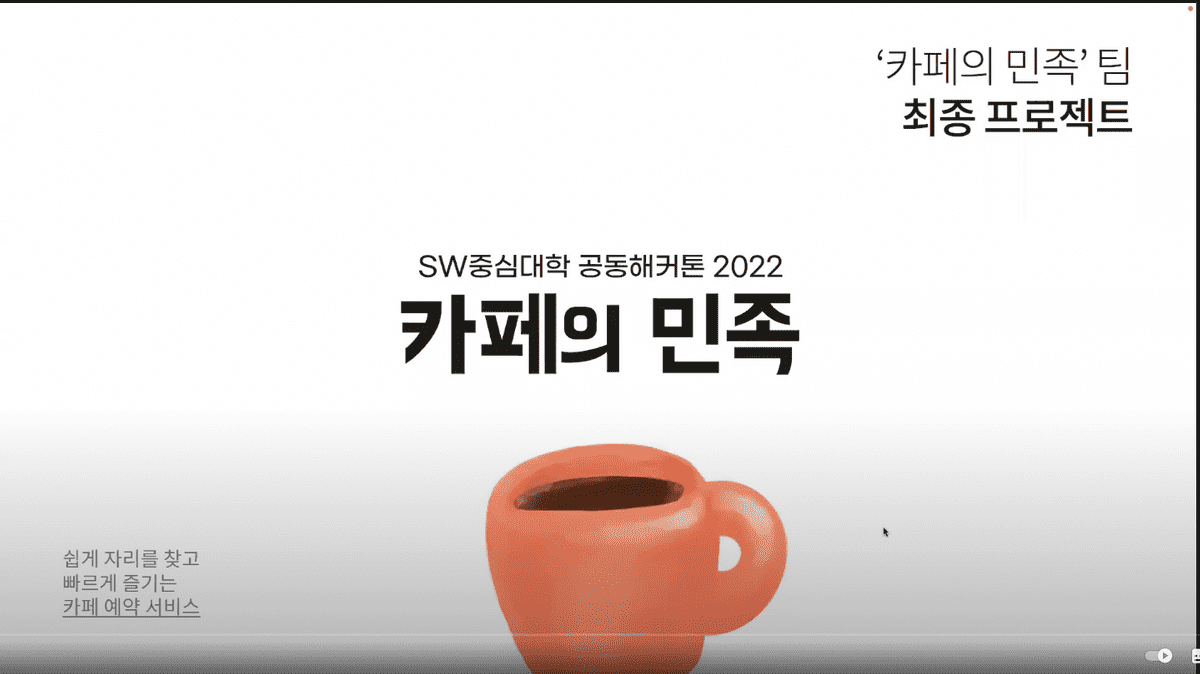 ‘카페의 민족’ 팀
최종 프로젝트
SW중심대학 공동해커톤 2022
카페의 민족
쉽게 자리를 찾고
빠르게 즐기는
카페 예약 서비스